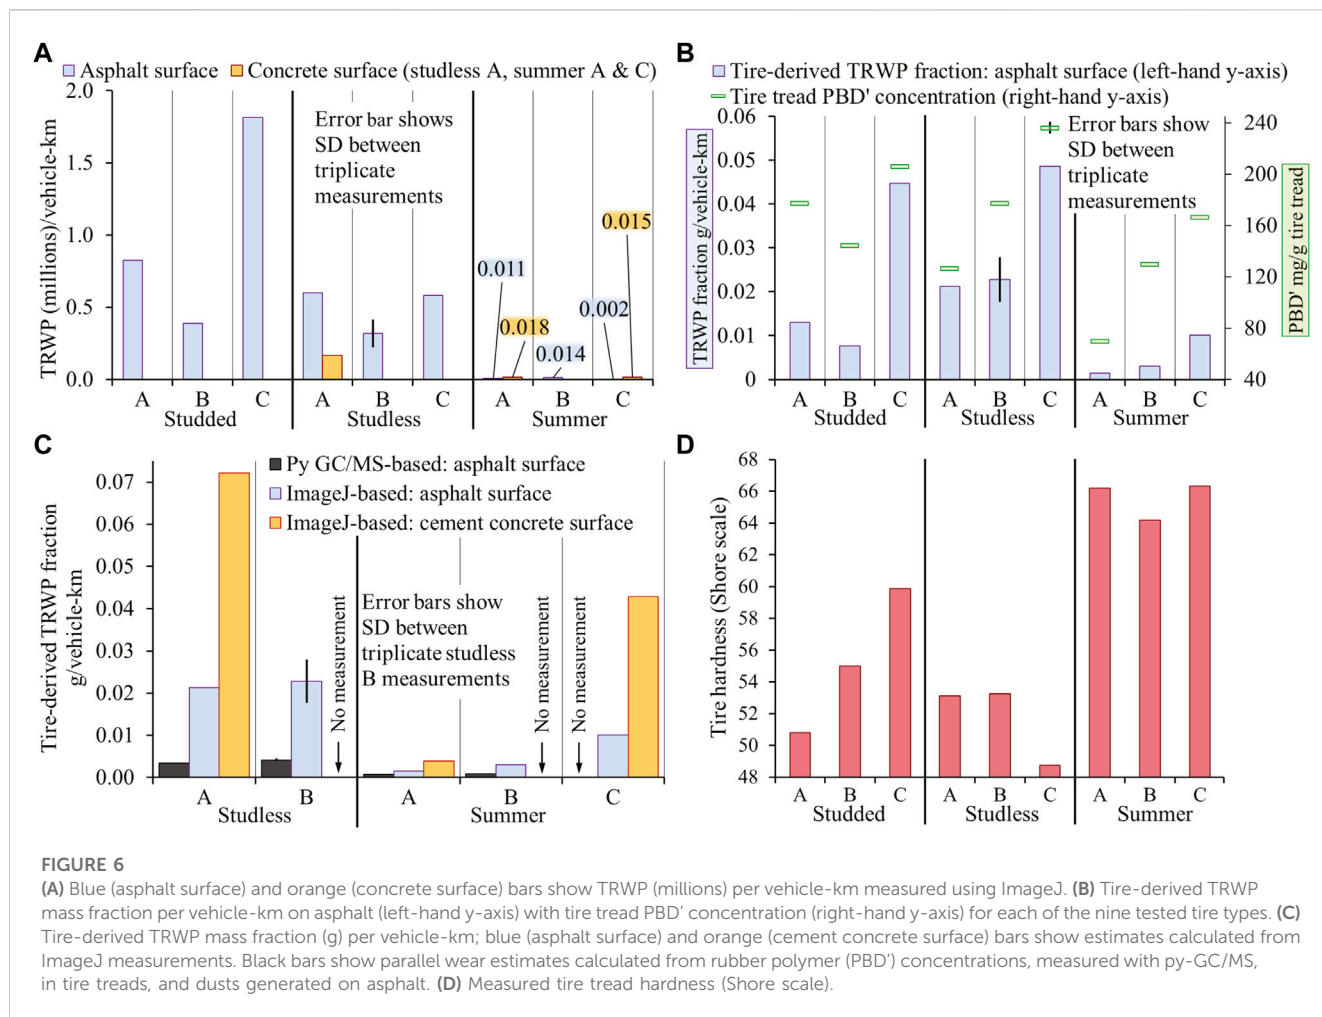 A
Asphalt surface
Concrete surface (studless A, summer A & C)
TRWP (millions)/vehicle-km
2.0
1.5
1.0
0.5
0.0
Error bar shows
SD between
triplicate
measurements
0.011
0.018
0.014
0.002
0.015
A B C A B C A B C
Studded Studless Summer
B
Tire-derived TRWP fraction: asphalt surface (left-hand y-axis)
Tire tread PBD' concentration (right-hand y-axis)
TRWP fraction g/vehicle-km
0.06
0.05
0.04
0.03
0.02
0.01
0
Error bars show
SD between
triplicate
measurements
240
200
160
120
80
40
PBD' mg/g tire tread
A B C A B C A B C
Studded Studless Summer
C
Py GC/MS-based: asphalt surface
ImageJ-based: asphalt surface
ImageJ-based: cement concrete surface
Tire-derived TRWP fraction
g/vehicle-km
0.07
0.06
0.05
0.04
0.03
0.02
0.01
0.00
No measurement
Error bars show
SD between
triplicate studless
B measurements
No measurement
No measurement
A B A B C
Studless Summer
D
Tire hardness (Shore scale)
68
66
64
62
60
58
56
54
52
50
48
A B C A B C A B C
Studded Studless Summer
FIGURE 6
(A) Blue (asphalt surface) and orange (concrete surface) bars show TRWP (millions) per vehicle-km measured using ImageJ. (B) Tire-derived TRWP
mass fraction per vehicle-km on asphalt (left-hand y-axis) with tire tread PBD' concentration (right-hand y-axis) for each of the nine tested tire types. (C)
Tire-derived TRWP mass fraction (g) per vehicle-km; blue (asphalt surface) and orange (cement concrete surface) bars show estimates calculated from
ImageJ measurements. Black bars show parallel wear estimates calculated from rubber polymer (PBD') concentrations, measured with py-GC/MS,
in tire treads, and dusts generated on asphalt. (D) Measured tire tread hardness (Shore scale).